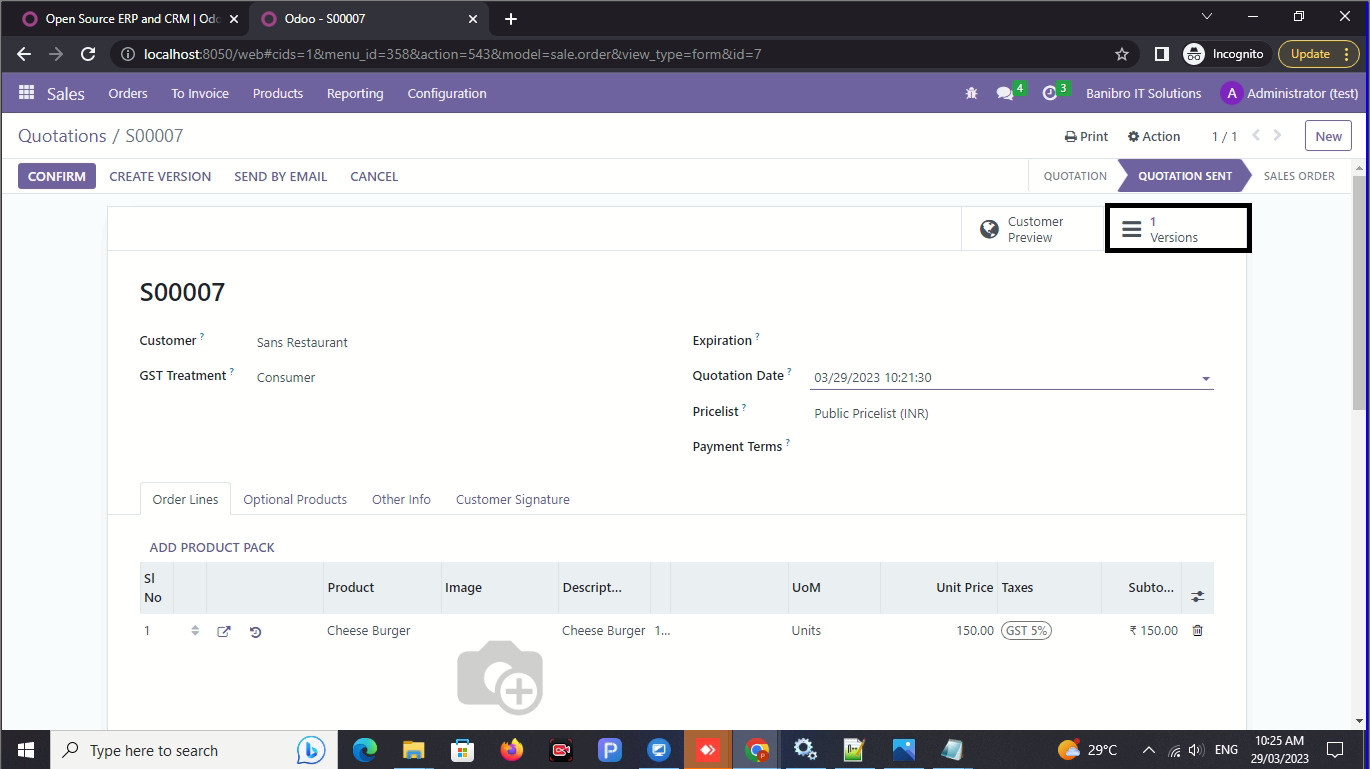 Open Source ERP and CRM | Odo
Odoo - S00007
localhost:8050/web#cids=1&menu_id=358&action=543&model=sale.order&view_type=form&id=7
Incognito
Update
Sales Orders To Invoice Products Reporting Configuration
4 3 Banibro IT Solutions A Administrator (test)
Quotations / S00007
Print Action 1 / 1 New
CONFIRM CREATE VERSION SEND BY EMAIL CANCEL
QUOTATION QUOTATION SENT SALES ORDER
Customer
Preview
1
Versions
S00007
Customer ? Sans Restaurant
GST Treatment ? Consumer
Expiration ?
Quotation Date ? 03/29/2023 10:21:30
Pricelist ? Public Pricelist (INR)
Payment Terms ?
Order Lines Optional Products Other Info Customer Signature
ADD PRODUCT PACK
Sl
No
Product Image Descript... UoM Unit Price Taxes Subto...
1 Cheese Burger Cheese Burger 1... Units 150.00 GST 5% ₹ 150.00
Type here to search
29°C
ENG
10:25 AM
29/03/2023